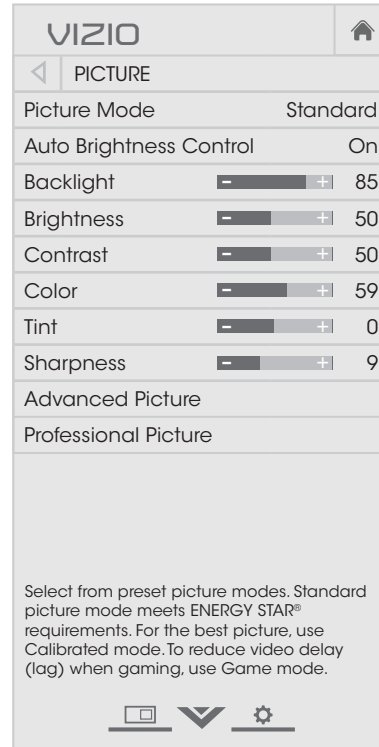 VIZIO
PICTURE
Picture Mode Standard
Auto Brightness Control On
Backlight - + 85
Brightness - + 50
Contrast - + 50
Color - + 59
Tint - + 0
Sharpness - + 9
Advanced Picture
Professional Picture
Select from preset picture modes. Standard
picture mode meets ENERGY STAR®
requirements. For the best picture, use
Calibrated mode. To reduce video delay
(lag) when gaming, use Game mode.